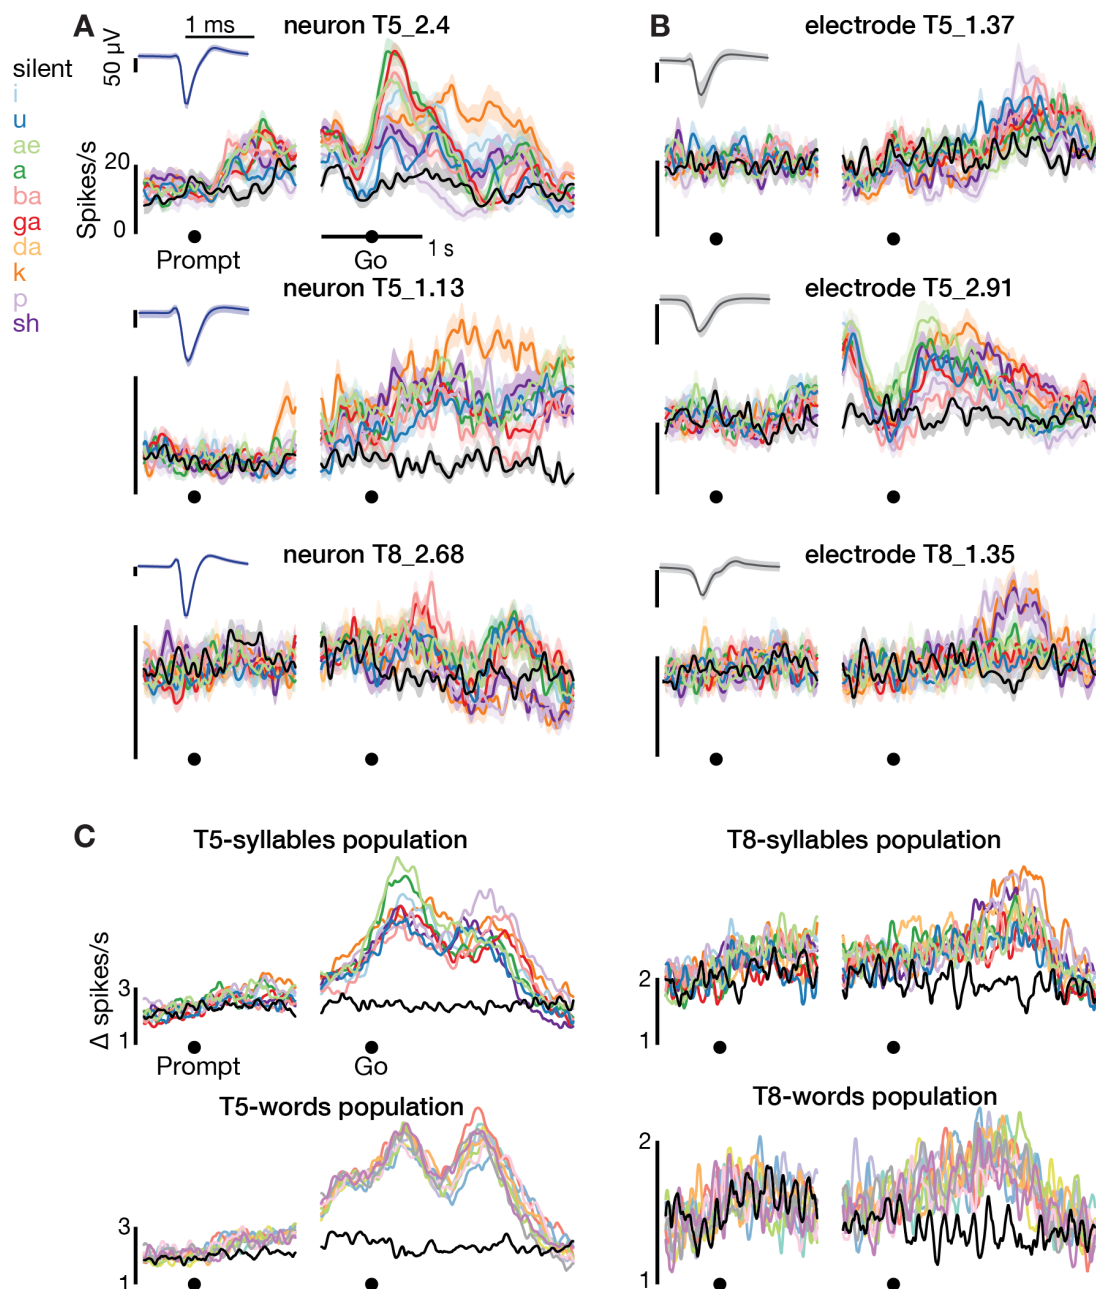 A
1 ms
neuron T5_2.4
B
electrode T5_1.37
50 µV
silent
i
u
ae
a
ba
ga
da
k
p
sh
Spikes/s
20
0
Prompt
Go
1 s
neuron T5_1.13
electrode T5_2.91
neuron T8_2.68
electrode T8_1.35
C
T5-syllables population
T8-syllables population
Δ spikes/s
3
1
2
1
Prompt
Go
T5-words population
T8-words population
3
1
2
1